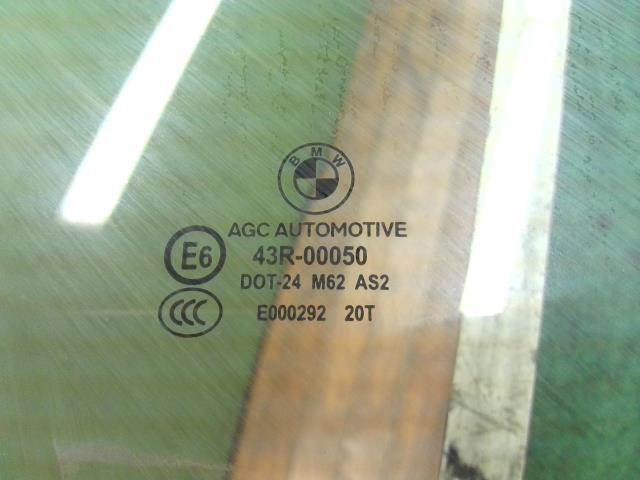 BMW
AGC AUTOMOTIVE
E6 43R-00050
DOT-24 M62 AS2
CCC E000292 20T